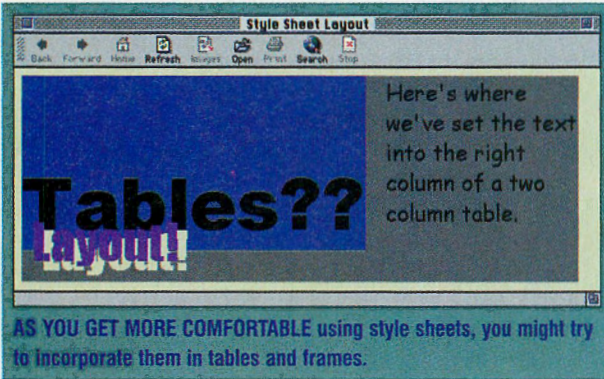 Style Sheet Layout
Back Forward Home Refresh Images Open Print Search Stop
Here's where
we've set the text
into the right
column of a two
column table.
Tables??
Layout!
Layout!
AS YOU GET MORE COMFORTABLE using style sheets, you might try
to incorporate them in tables and frames.